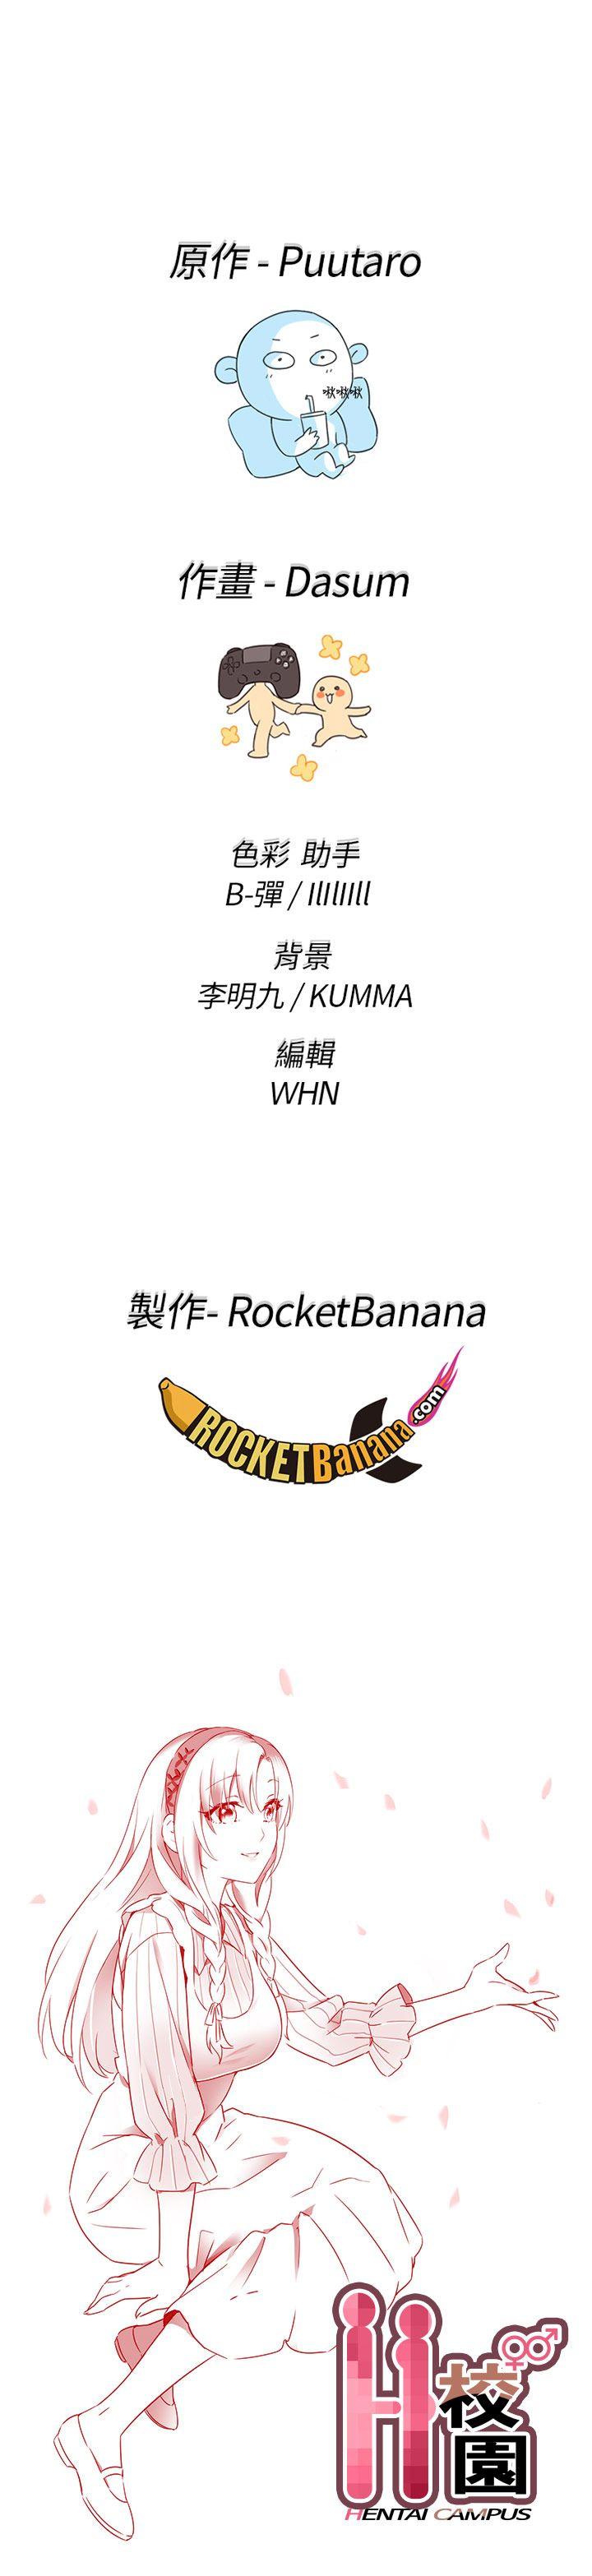 原作 - Puutaro
啾啾啾
作畫 - Dasum
色彩 助手
B-彈 / IlIlIIll
背景
李明九 / KUMMA
編輯
WHN
製作- RocketBanana
ROCKETBanana.com
H校園
HENTAI CAMPUS